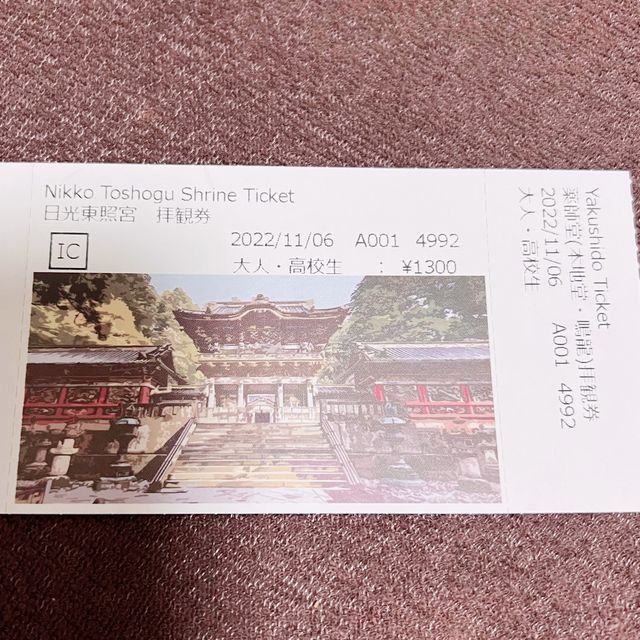 Nikko Toshogu Shrine Ticket
日光東照宮 拝観券
IC
2022/11/06 A001 4992
大人・高校生 : ¥1300
Yakushido Ticket
薬師堂(本地堂・鳴龍)拝観券
2022/11/06 A001 4992
大人・高校生